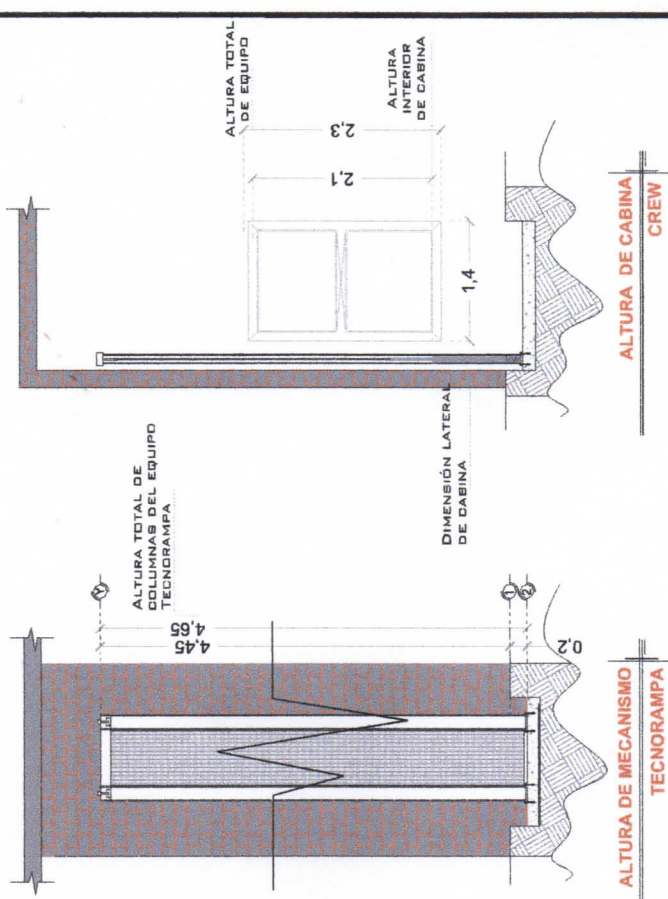 ALTURA TOTAL
DE EQUIPO
ALTURA
INTERIOR
DE CABINA
2,3
2,1
1,4
DIMENSIÓN LATERAL
DE CABINA
ALTURA DE CABINA
CREW
ALTURA TOTAL DE
COLUMNAS DEL EQUIPO
TECNORAMPA
Y
4,65
4,45
1
2
0,2
ALTURA DE MECANISMO
TECNORAMPA